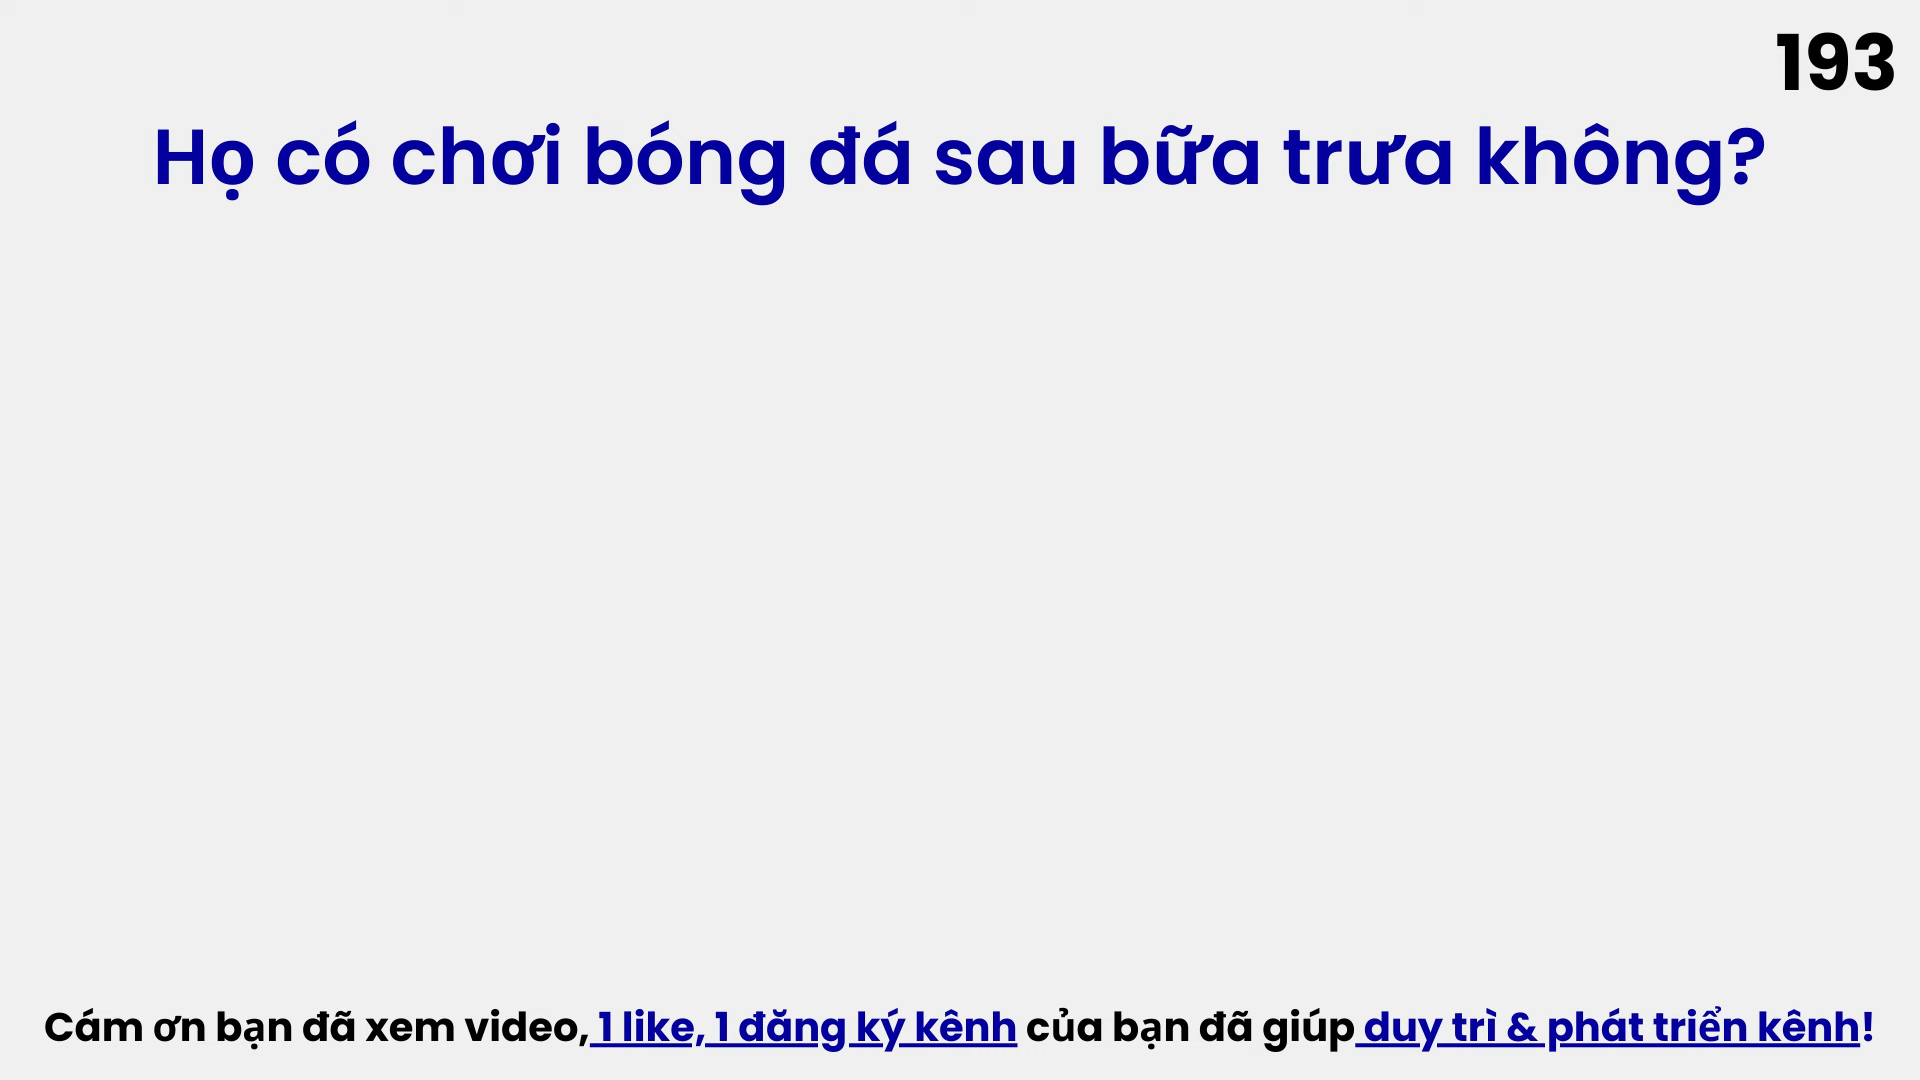 193
Họ có chơi bóng đá sau bữa trưa không?
Cám ơn bạn đã xem video, 1 like, 1 đăng ký kênh của bạn đã giúp duy trì & phát triển kênh!